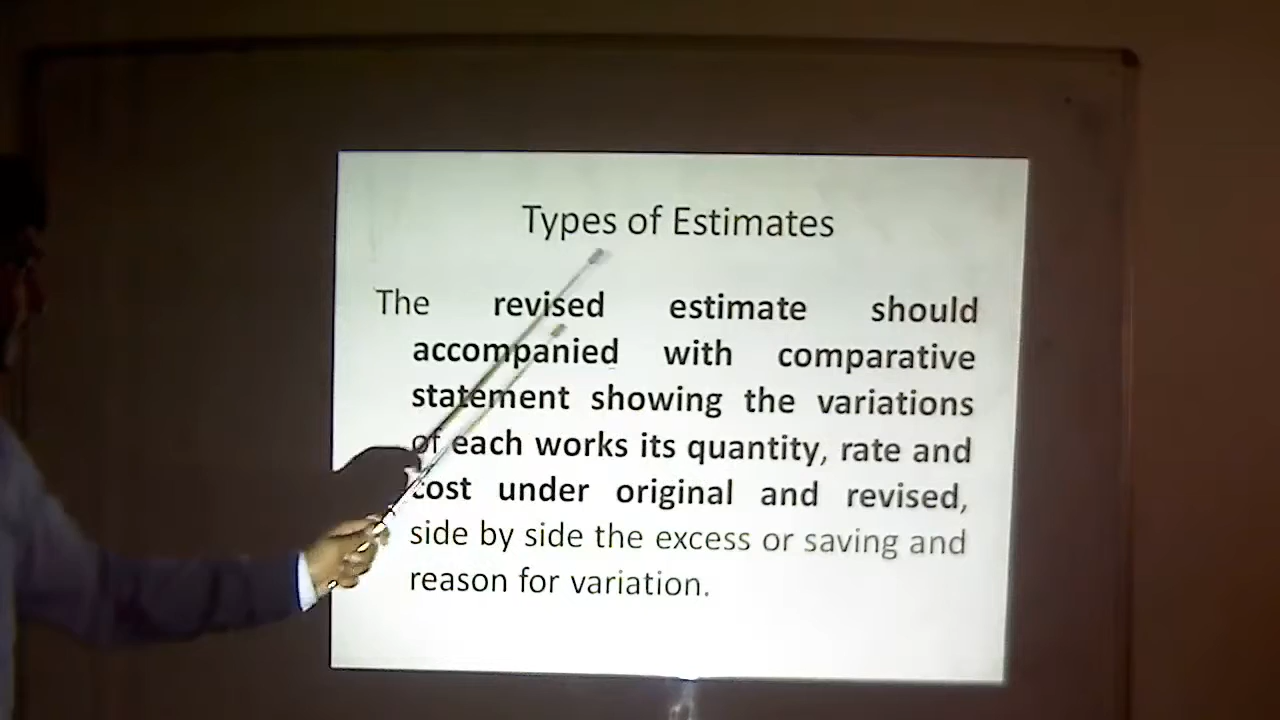 Types of Estimates
The revised estimate should
accompanied with comparative
statement showing the variations
of each works its quantity, rate and
cost under original and revised,
side by side the excess or saving and
reason for variation.